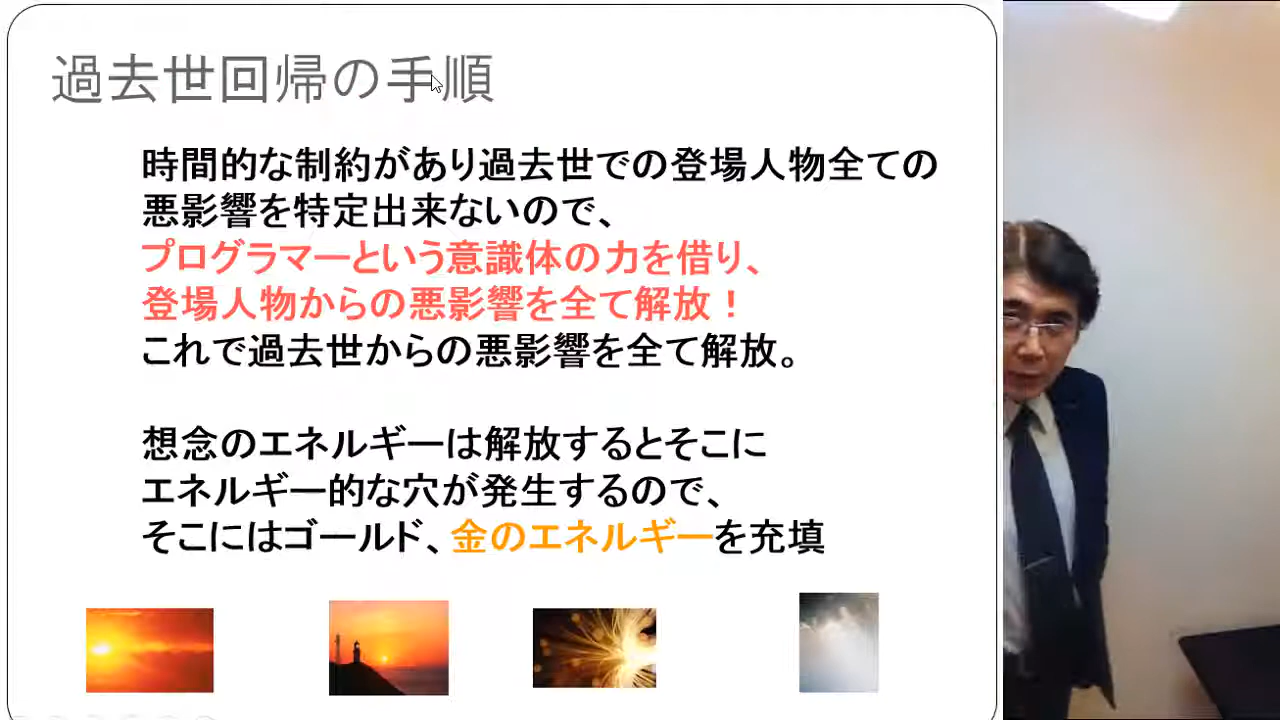 過去世回帰の手順
時間的な制約があり過去世での登場人物全ての
悪影響を特定出来ないので、
プログラマーという意識体の力を借り、
登場人物からの悪影響を全て解放！
これで過去世からの悪影響を全て解放。
想念のエネルギーは解放するとそこに
エネルギー的な穴が発生するので、
そこにはゴールド、金のエネルギーを充填